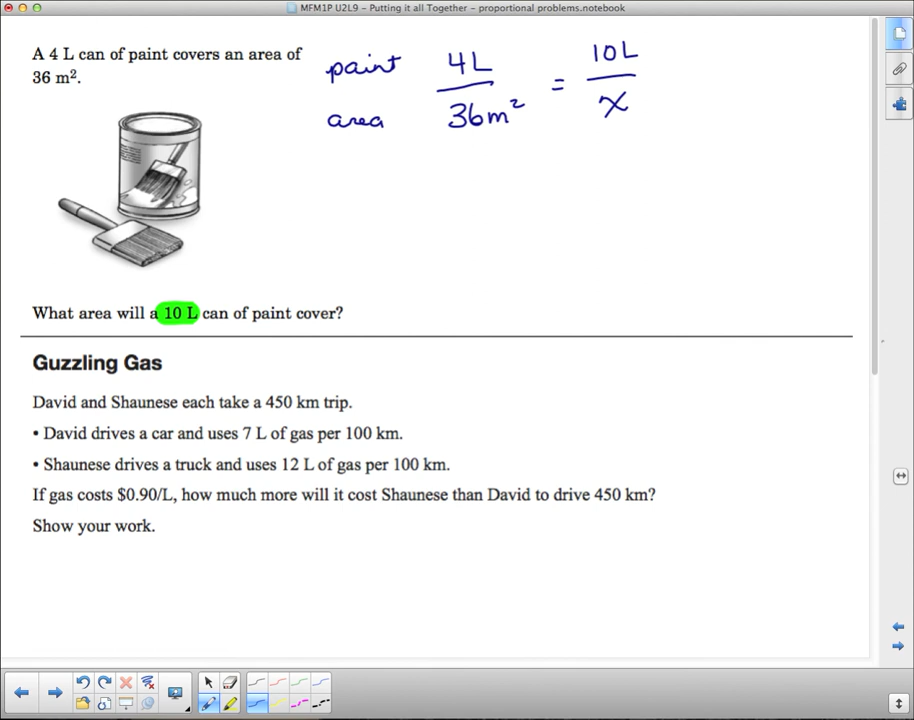 MFM1P U2L9 – Putting it all Together – proportional problems.notebook
A 4 L can of paint covers an area of
36 m².
paint 4L = 10L
area 36m² x
What area will a 10 L can of paint cover?
Guzzling Gas
David and Shaunese each take a 450 km trip.
• David drives a car and uses 7 L of gas per 100 km.
• Shaunese drives a truck and uses 12 L of gas per 100 km.
If gas costs $0.90/L, how much more will it cost Shaunese than David to drive 450 km?
Show your work.